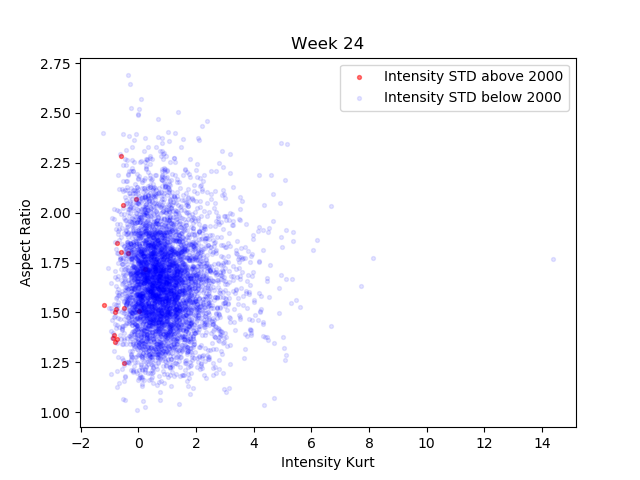 Week 24
Intensity STD above 2000
Intensity STD below 2000
Aspect Ratio
2.75
2.50
2.25
2.00
1.75
1.50
1.25
1.00
−2 0 2 4 6 8 10 12 14
Intensity Kurt